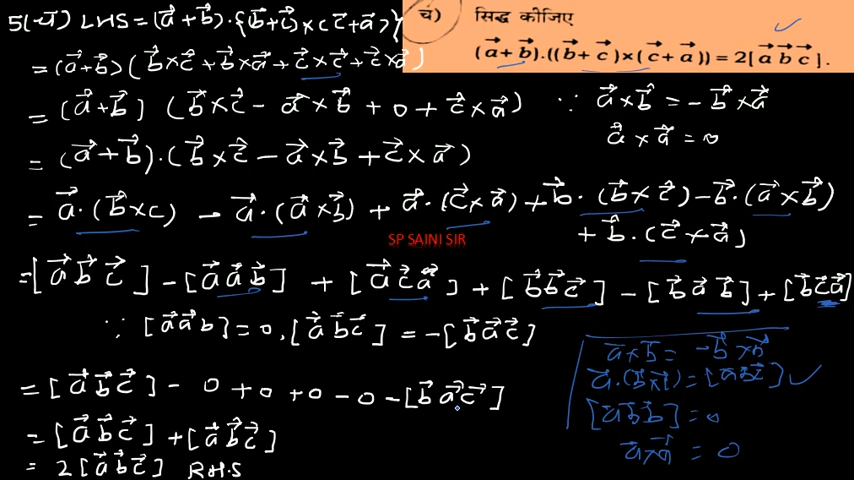 च) सिद्ध कीजिए
(a⃗ + b⃗).((b⃗ + c⃗)×(c⃗ + a⃗)) = 2[a⃗ b⃗ c⃗].
5(-च) LHS = (a⃗+b⃗)·{(b⃗+c⃗)×(c⃗+a⃗)}
= (a⃗+b⃗)(b⃗×c⃗+b⃗×a⃗+c⃗×c⃗+c⃗×a⃗)
= (a⃗+b⃗) (b⃗×c⃗ - a⃗×b⃗ + 0 + c⃗×a⃗) ∵ a⃗×b⃗ = -b⃗×a⃗
a⃗×a⃗ = 0
= (a⃗+b⃗)·(b⃗×c⃗ - a⃗×b⃗ + c⃗×a⃗)
= a⃗·(b⃗×c) - a⃗·(a⃗×b⃗) + a⃗·(c⃗×a⃗) + b⃗·(b⃗×c⃗) - b⃗·(a⃗×b⃗)
+ b⃗·(c⃗×a⃗)
SP SAINI SIR
= [a⃗ b⃗ c⃗] - [a⃗ a⃗ b⃗] + [a⃗ c⃗ a⃗] + [b⃗ b⃗ c⃗] - [b⃗ a⃗ b⃗] + [b⃗ c⃗ a⃗]
∵ [a⃗ a⃗ b] = 0, [a⃗ b⃗ c⃗] = -[b⃗ a⃗ c⃗]
= [a⃗ b⃗ c⃗] - 0 + 0 + 0 - 0 - [b⃗ a⃗ c⃗]
= [a⃗ b⃗ c⃗] + [a⃗ b⃗ c⃗]
= 2[a⃗ b⃗ c⃗] RHS
[a⃗ b⃗ b⃗] = 0
a⃗×a⃗ = 0